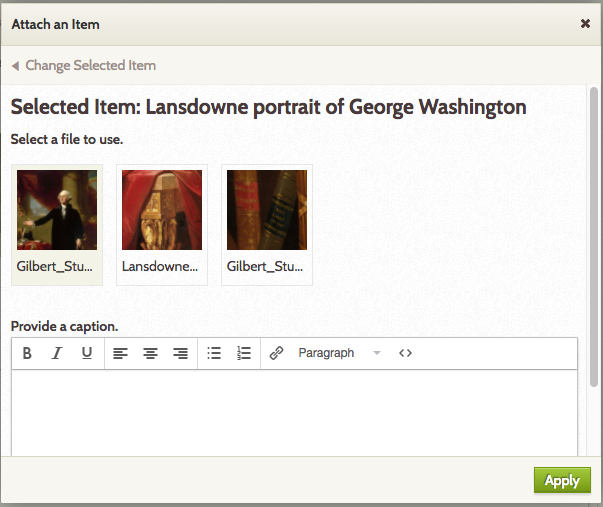 Attach an Item
Change Selected Item
Selected Item: Lansdowne portrait of George Washington
Select a file to use.
Gilbert_Stu... Lansdowne... Gilbert_Stu...
Provide a caption.
B I U Paragraph <>
Apply